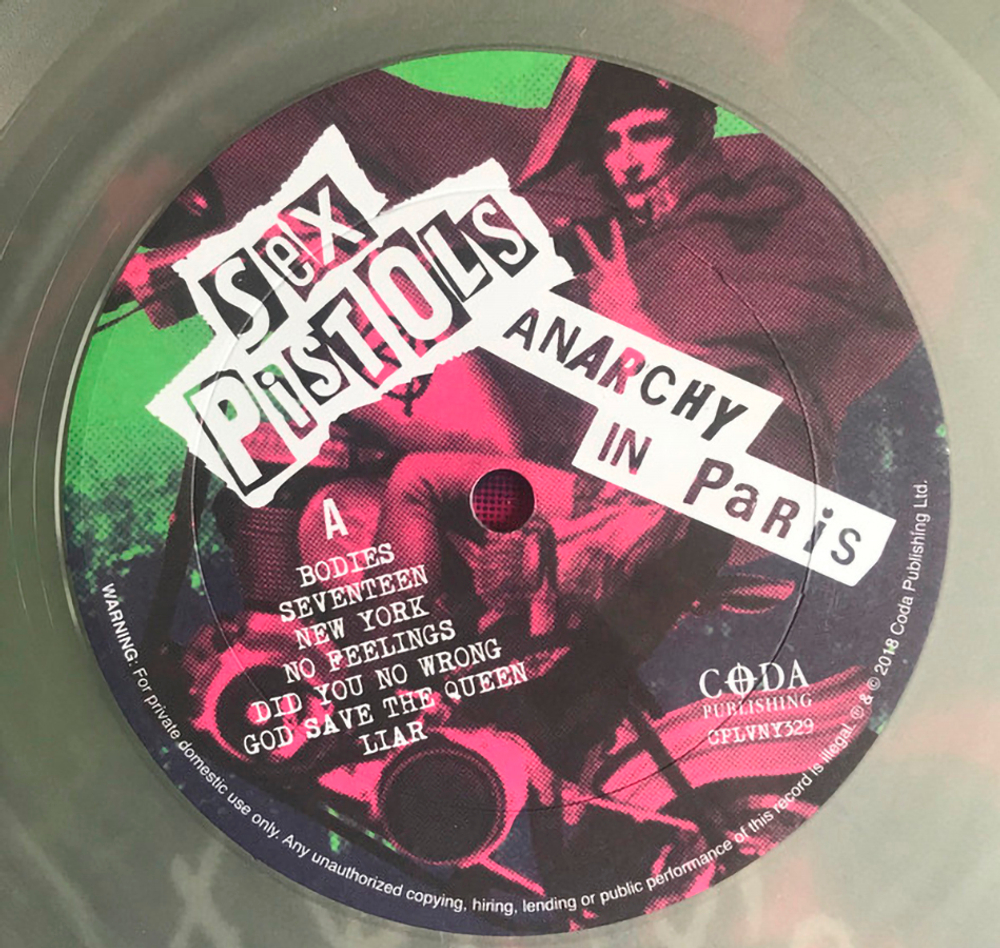 Sex
PiSTOLS
ANARCHY
IN PaRiS
A
BODIES
SEVENTEEN
NEW YORK
NO FEELINGS
DID YOU NO WRONG
GOD SAVE THE QUEEN
LIAR
CODA
PUBLISHING
CPLVNY329
WARNING: For private domestic use only. Any unauthorized copying, hiring, lending or public performance of this record is illegal. ℗ & © 2018 Coda Publishing Ltd.